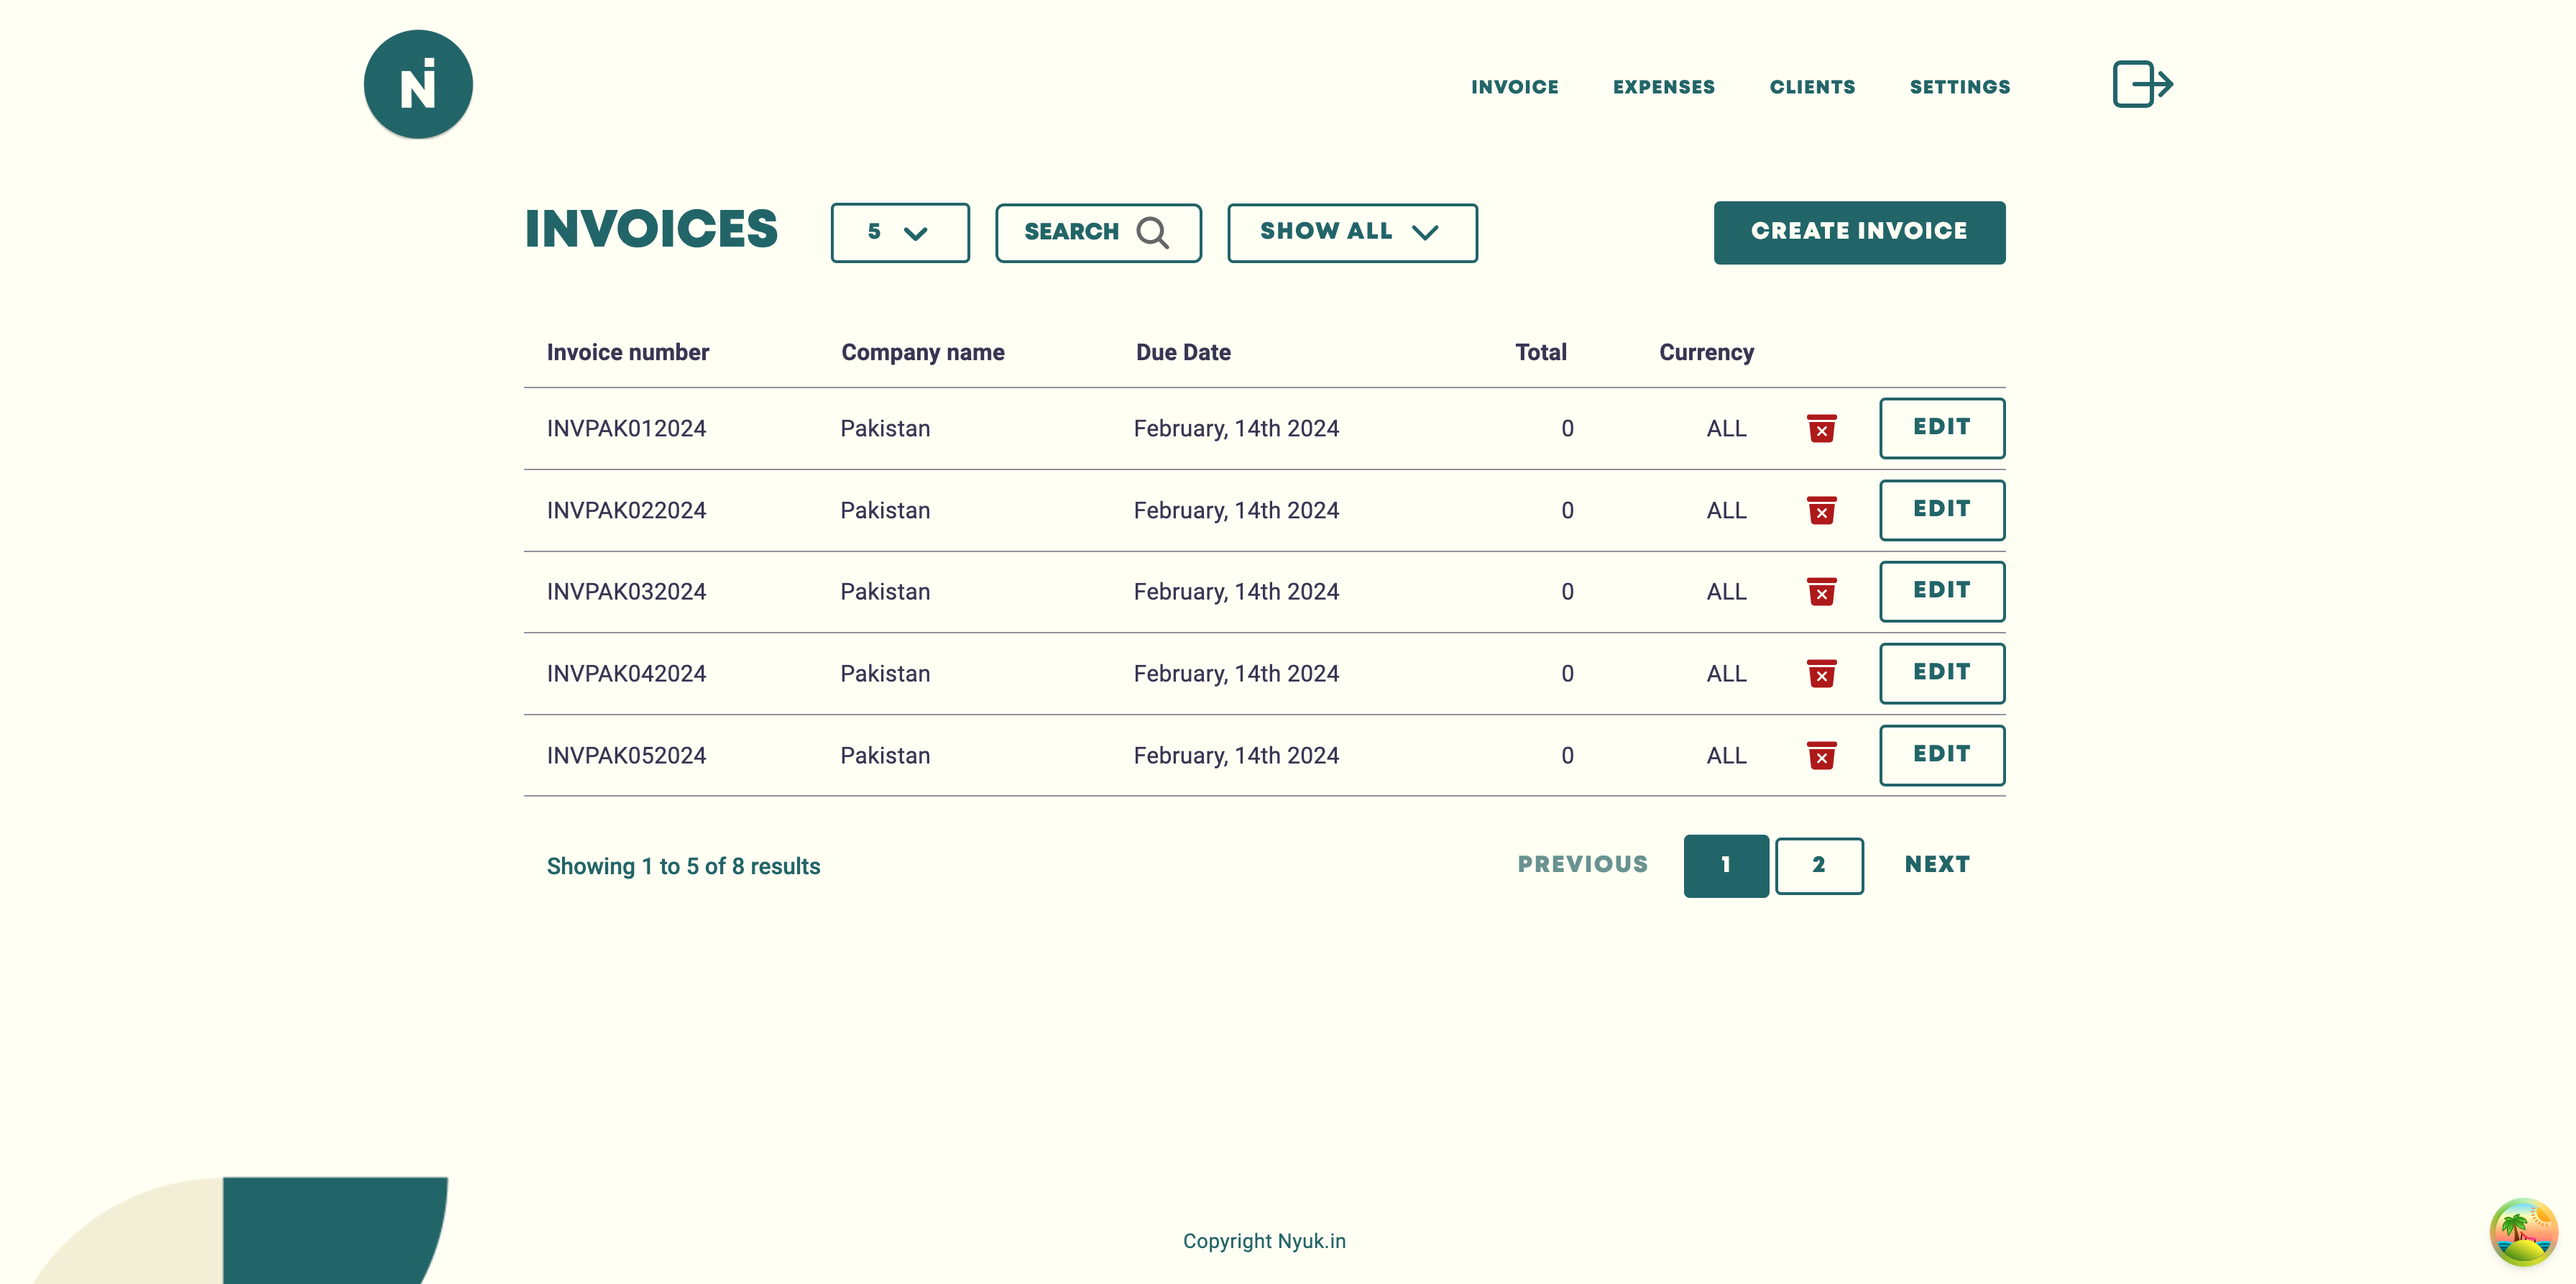 Ni
INVOICE EXPENSES CLIENTS SETTINGS
INVOICES 5 SEARCH SHOW ALL CREATE INVOICE
Invoice number Company name Due Date Total Currency
INVPAK012024 Pakistan February, 14th 2024 0 ALL EDIT
INVPAK022024 Pakistan February, 14th 2024 0 ALL EDIT
INVPAK032024 Pakistan February, 14th 2024 0 ALL EDIT
INVPAK042024 Pakistan February, 14th 2024 0 ALL EDIT
INVPAK052024 Pakistan February, 14th 2024 0 ALL EDIT
Showing 1 to 5 of 8 results PREVIOUS 1 2 NEXT
Copyright Nyuk.in